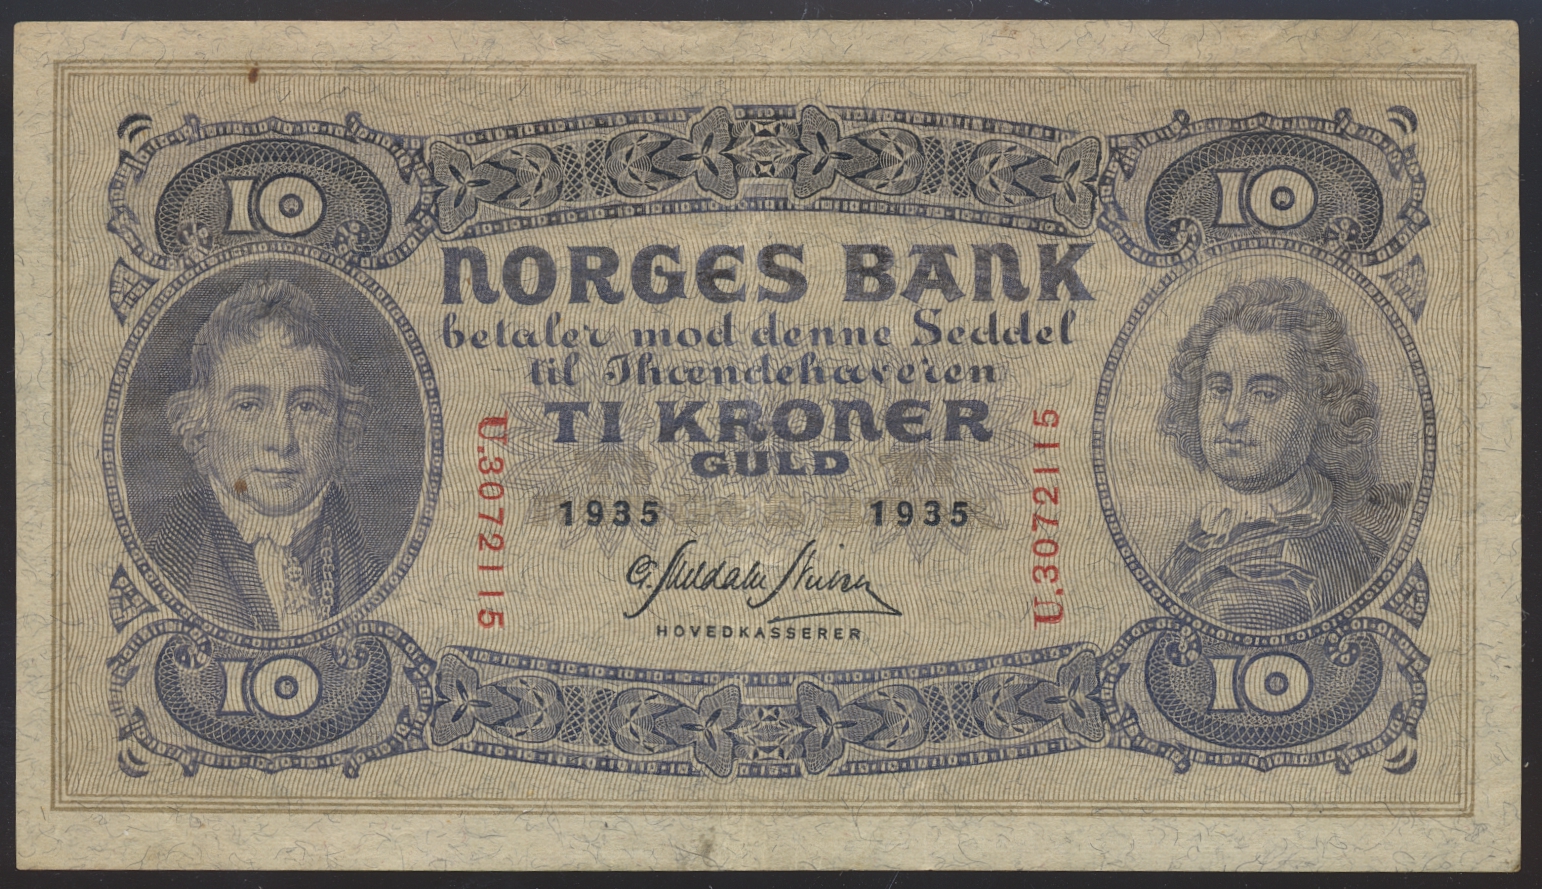 10 10
NORGES BANK
betaler mod denne Seddel
til Ihændehaveren
TI KRONER
GULD
1935 1935
U.3072115 U.3072115
HOVEDKASSERER
10 10